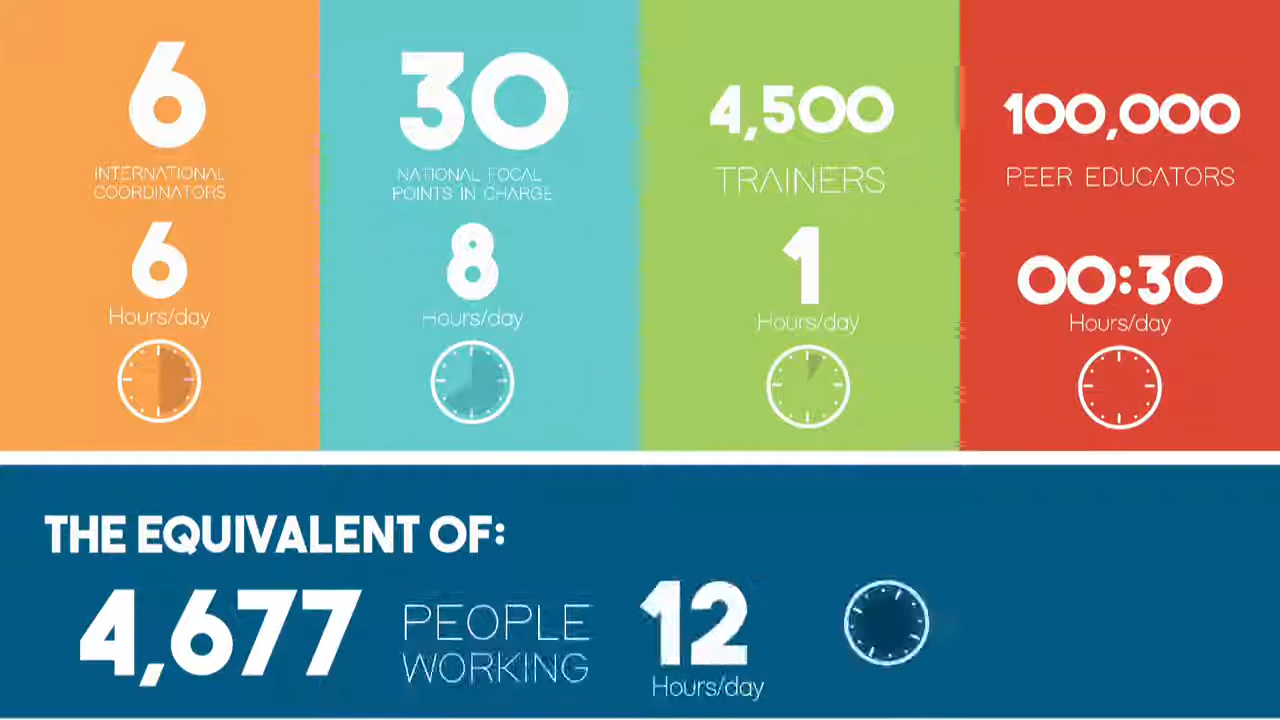 6
INTERNATIONAL
COORDINATORS
6
Hours/day
30
NATIONAL FOCAL
POINTS IN CHARGE
8
Hours/day
4,500
TRAINERS
1
Hours/day
100,000
PEER EDUCATORS
00:30
Hours/day
THE EQUIVALENT OF:
4,677
PEOPLE
WORKING
12
Hours/day